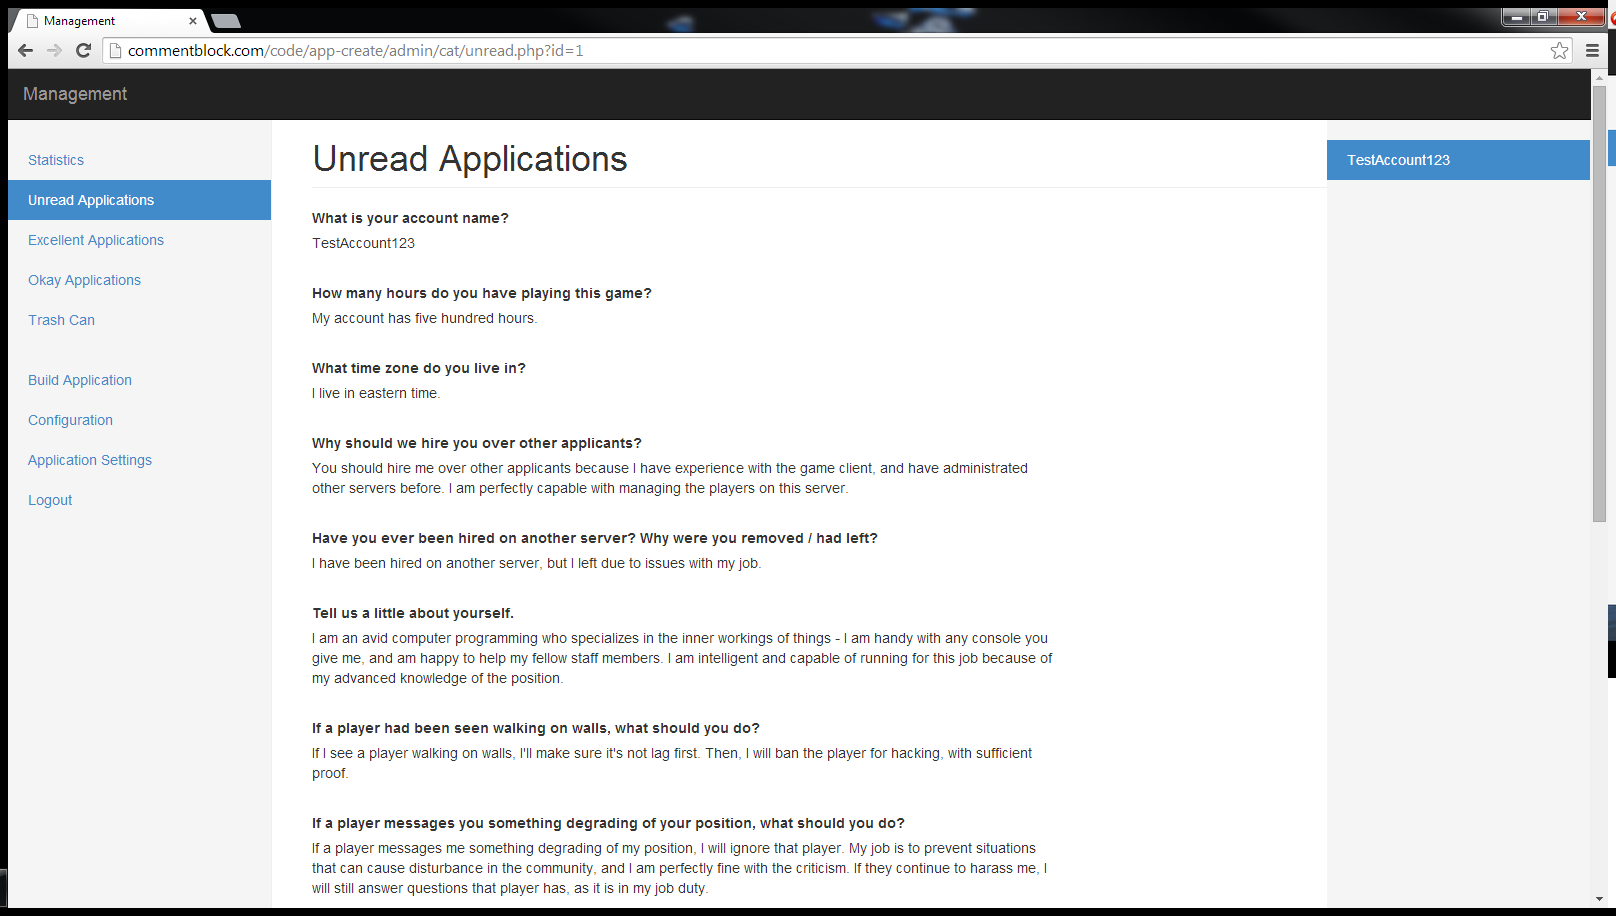 Management
commentblock.com/code/app-create/admin/cat/unread.php?id=1
Management
Statistics
Unread Applications
Excellent Applications
Okay Applications
Trash Can
Build Application
Configuration
Application Settings
Logout
Unread Applications
What is your account name?
TestAccount123
How many hours do you have playing this game?
My account has five hundred hours.
What time zone do you live in?
I live in eastern time.
Why should we hire you over other applicants?
You should hire me over other applicants because I have experience with the game client, and have administrated
other servers before. I am perfectly capable with managing the players on this server.
Have you ever been hired on another server? Why were you removed / had left?
I have been hired on another server, but I left due to issues with my job.
Tell us a little about yourself.
I am an avid computer programming who specializes in the inner workings of things - I am handy with any console you
give me, and am happy to help my fellow staff members. I am intelligent and capable of running for this job because of
my advanced knowledge of the position.
If a player had been seen walking on walls, what should you do?
If I see a player walking on walls, I'll make sure it's not lag first. Then, I will ban the player for hacking, with sufficient
proof.
If a player messages you something degrading of your position, what should you do?
If a player messages me something degrading of my position, I will ignore that player. My job is to prevent situations
that can cause disturbance in the community, and I am perfectly fine with the criticism. If they continue to harass me, I
will still answer questions that player has, as it is in my job duty.
TestAccount123